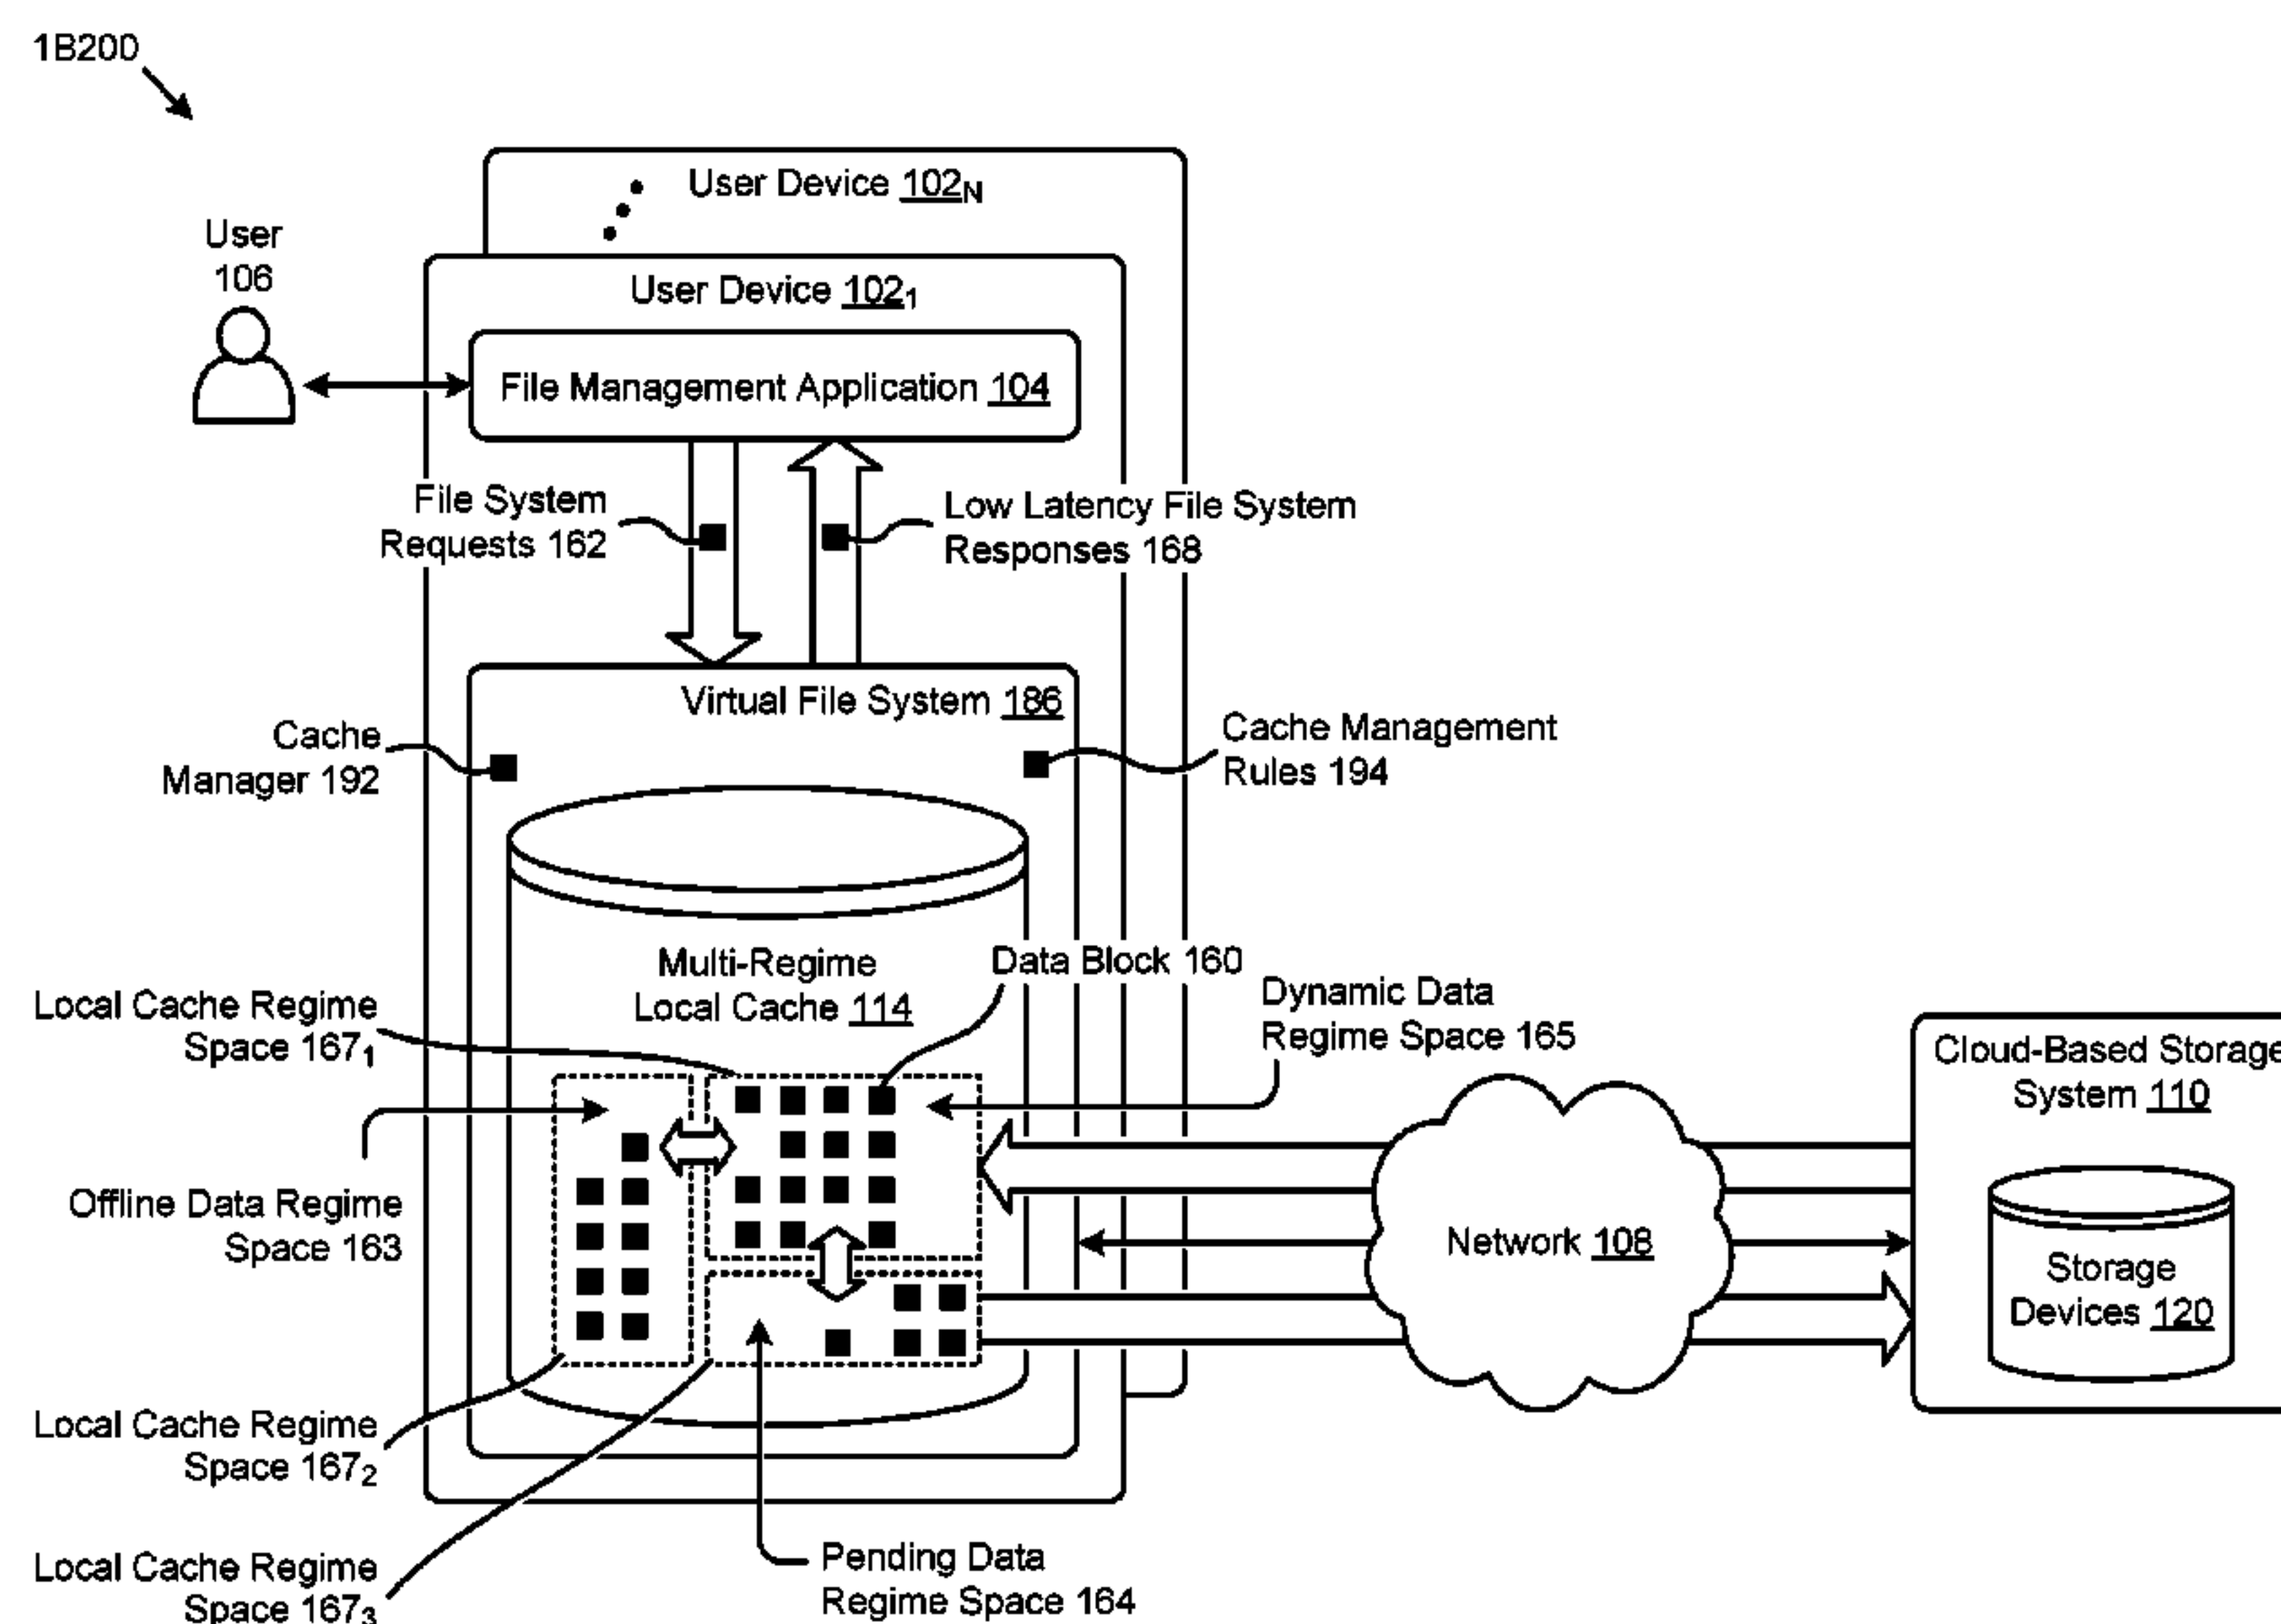 1B200
User Device 102N
User
106
User Device 1021
File Management Application 104
File System
Requests 162
Low Latency File System
Responses 168
Virtual File System 186
Cache
Manager 192
Cache Management
Rules 194
Multi-Regime
Local Cache 114
Data Block 160
Dynamic Data
Regime Space 165
Local Cache Regime
Space 1671
Cloud-Based Storage
System 110
Offline Data Regime
Space 163
Network 108
Storage
Devices 120
Local Cache Regime
Space 1672
Local Cache Regime
Space 1673
Pending Data
Regime Space 164